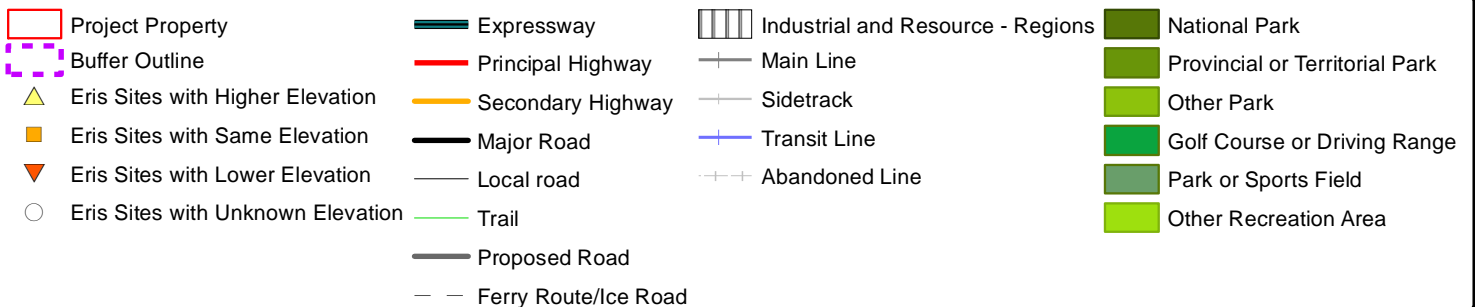 Project Property
Buffer Outline
Eris Sites with Higher Elevation
Eris Sites with Same Elevation
Eris Sites with Lower Elevation
Eris Sites with Unknown Elevation
Expressway
Principal Highway
Secondary Highway
Major Road
Local road
Trail
Proposed Road
Ferry Route/Ice Road
Industrial and Resource - Regions
Main Line
Sidetrack
Transit Line
Abandoned Line
National Park
Provincial or Territorial Park
Other Park
Golf Course or Driving Range
Park or Sports Field
Other Recreation Area